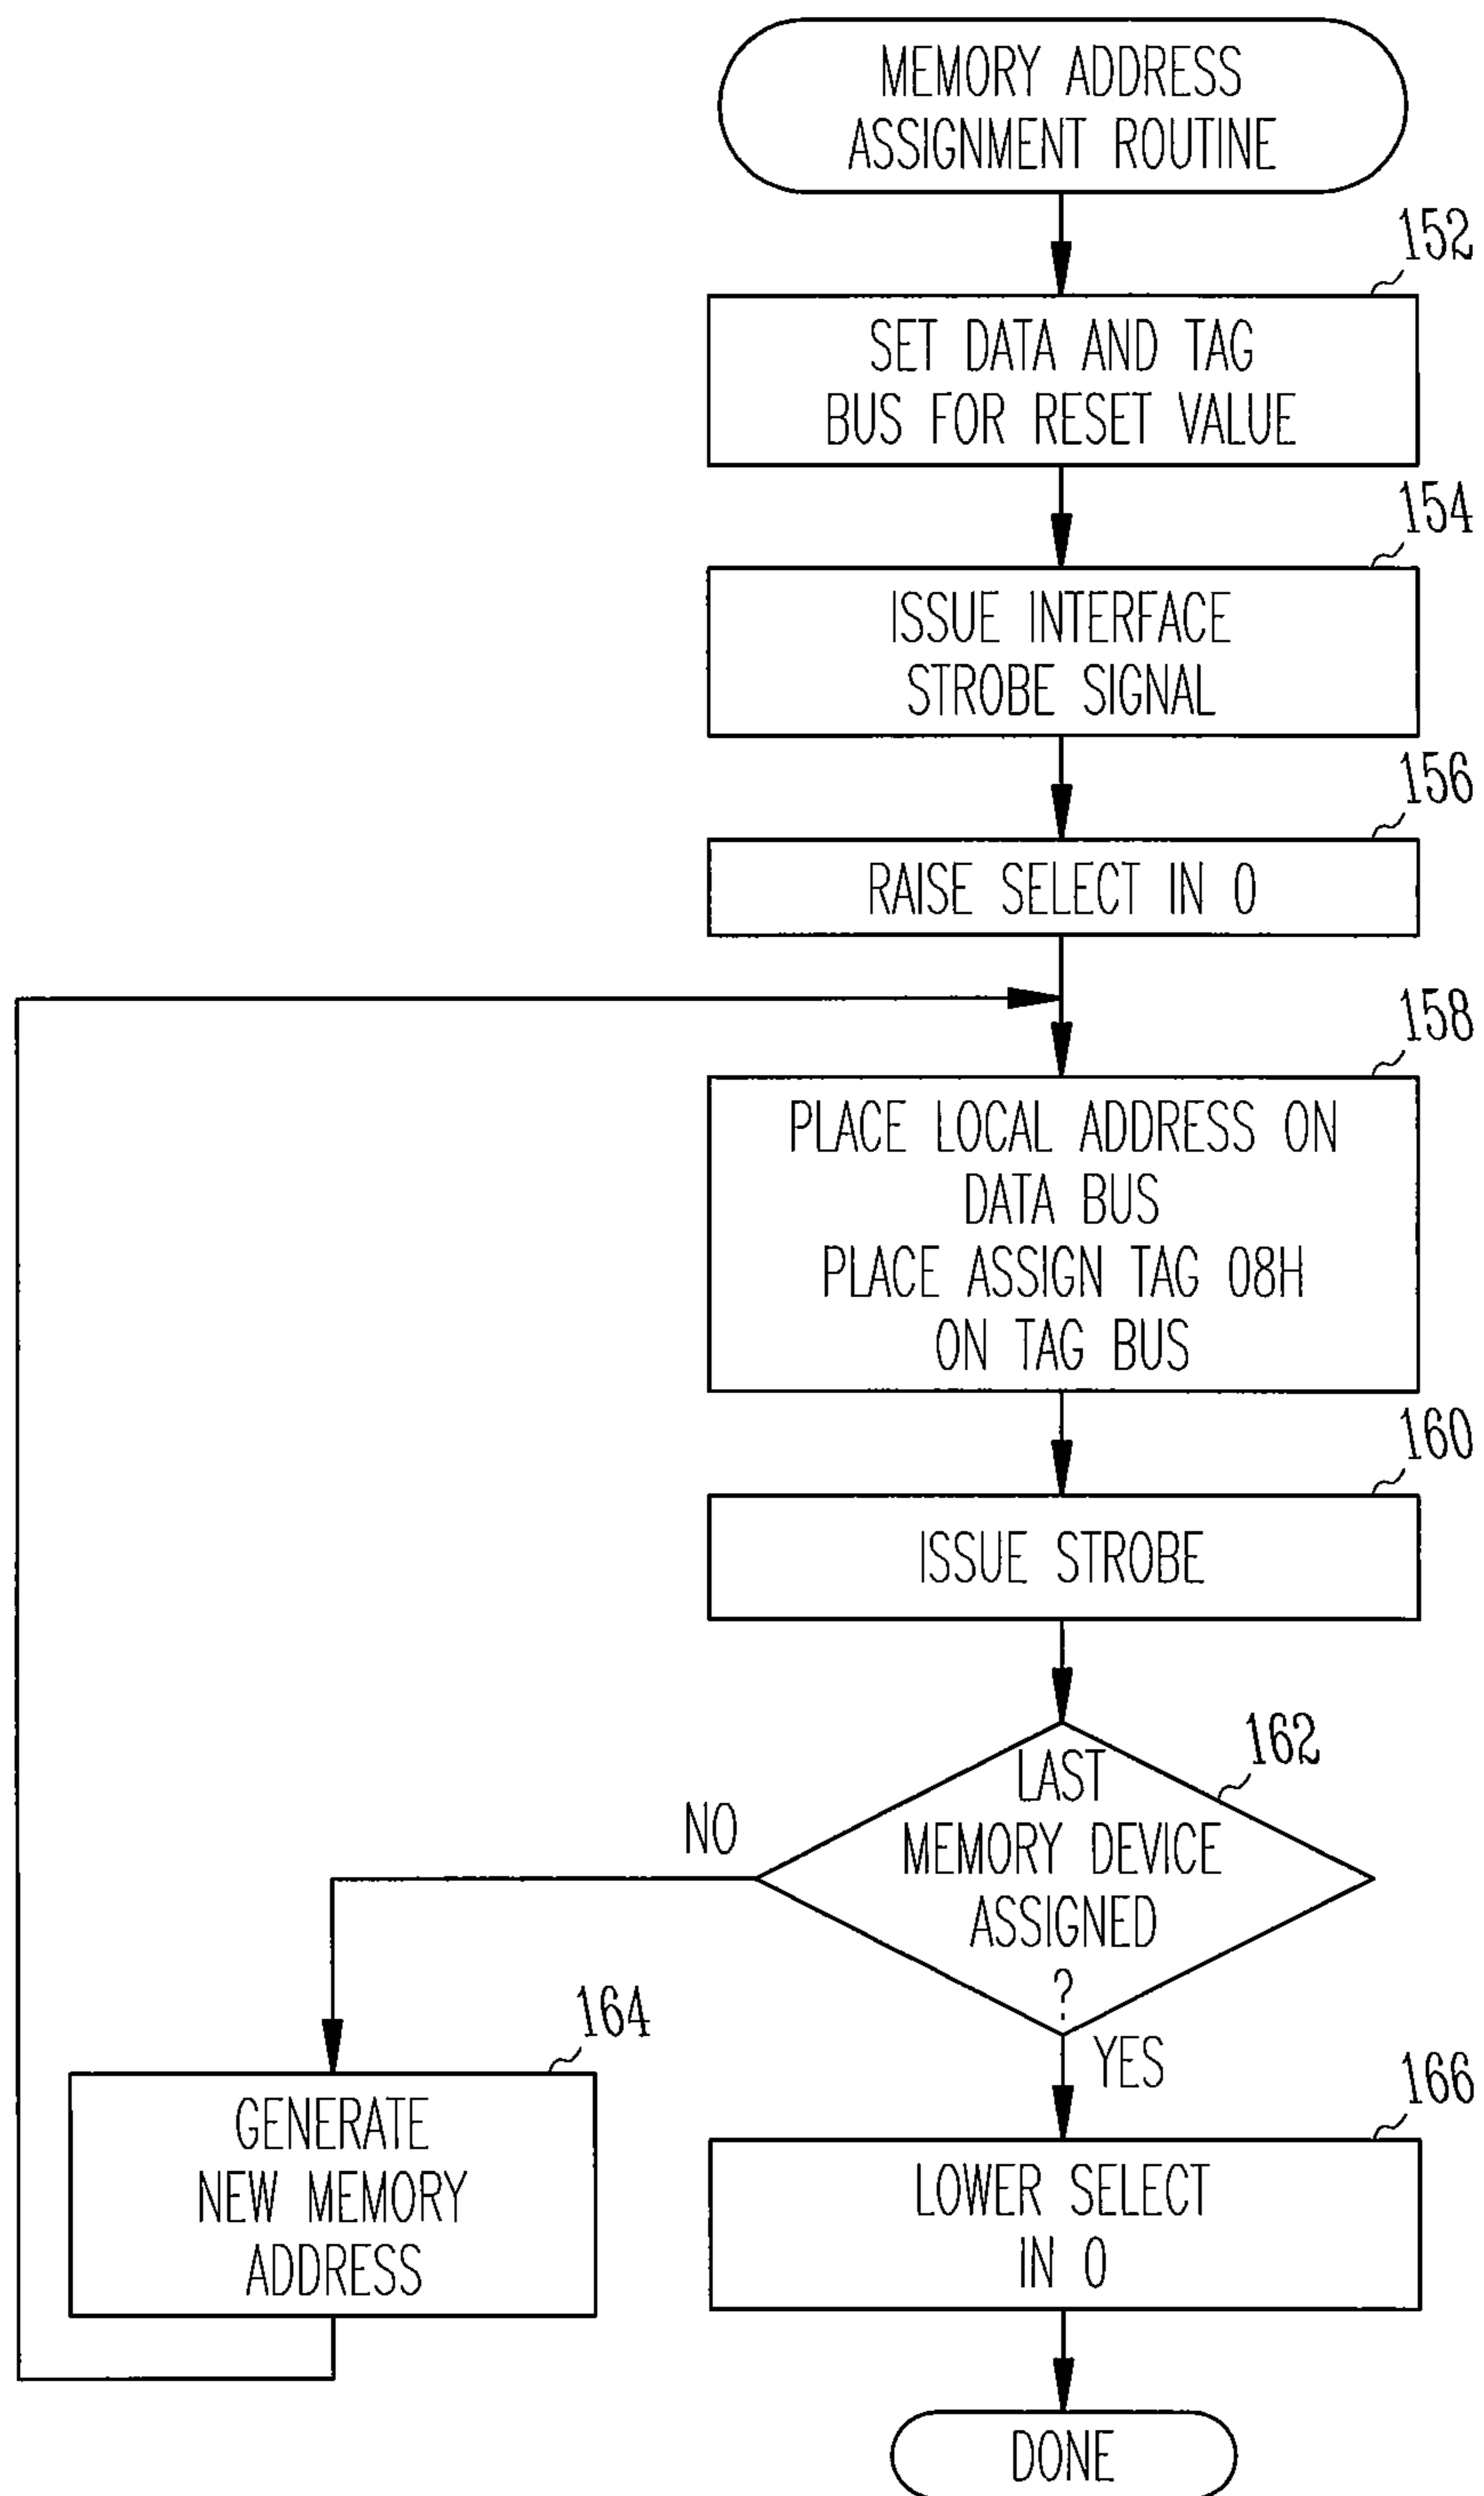 MEMORY ADDRESS
ASSIGNMENT ROUTINE
152
SET DATA AND TAG
BUS FOR RESET VALUE
154
ISSUE INTERFACE
STROBE SIGNAL
156
RAISE SELECT IN 0
158
PLACE LOCAL ADDRESS ON
DATA BUS
PLACE ASSIGN TAG 08H
ON TAG BUS
160
ISSUE STROBE
162
LAST
MEMORY DEVICE
ASSIGNED
?
NO
YES
164
GENERATE
NEW MEMORY
ADDRESS
166
LOWER SELECT
IN 0
DONE